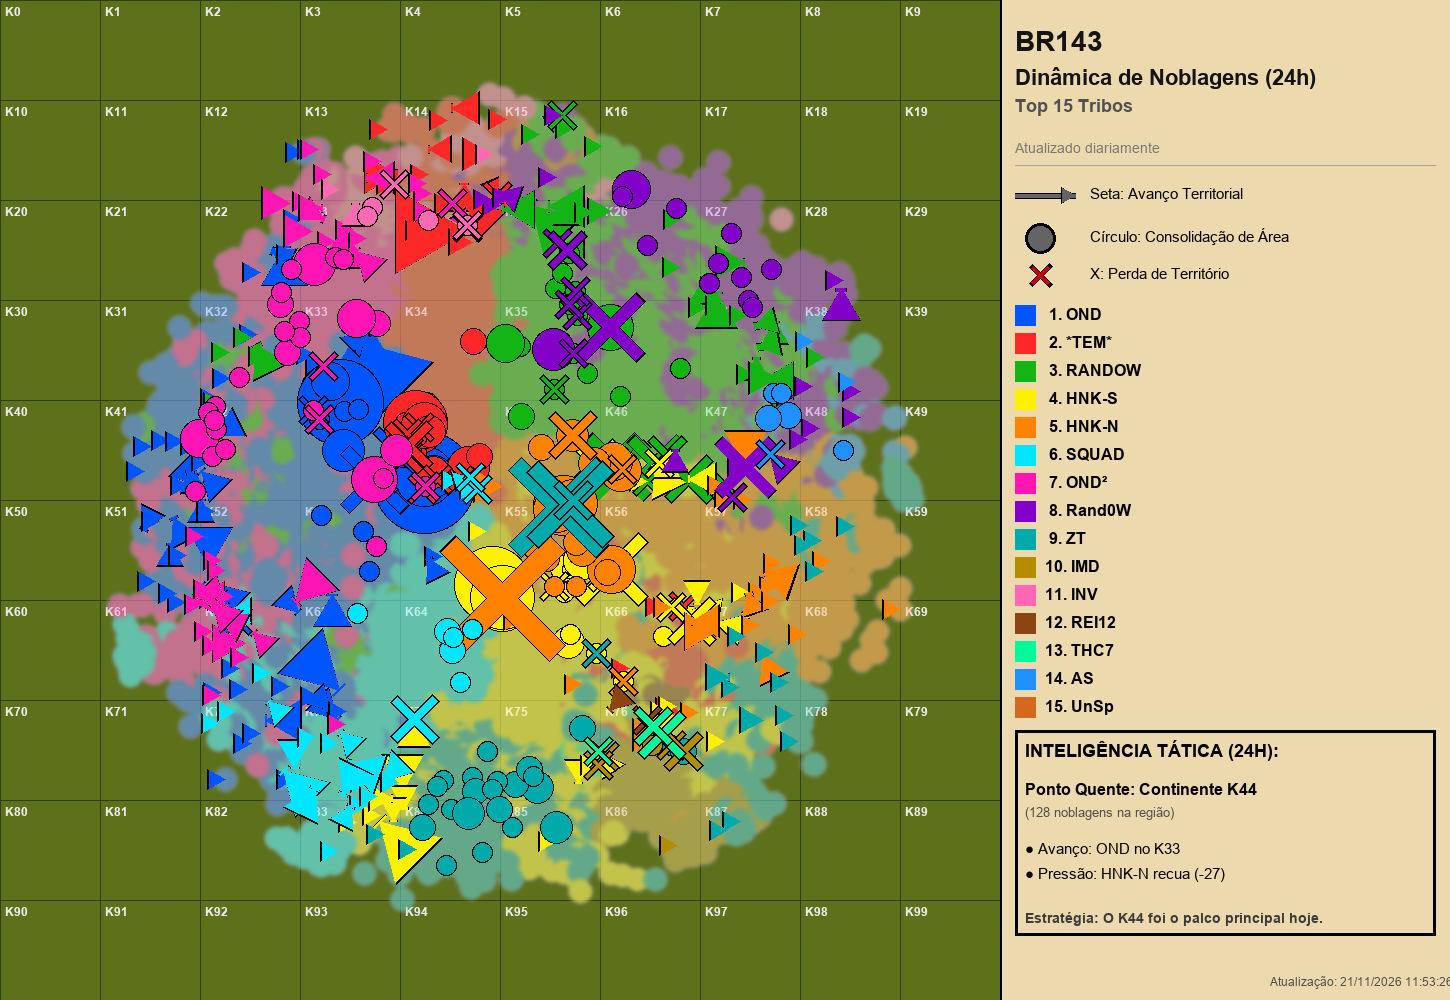 K0 K1 K2 K3 K4 K5 K6 K7 K8 K9
K10 K11 K12 K13 K14 K15 K16 K17 K18 K19
K20 K21 K22 K26 K27 K28 K29
K30 K31 K32 K33 K34 K35 K38 K39
K40 K41 K46 K47 K48 K49
K50 K51 K52 K57 K59
K60 K61 K64 K66 K68 K69
K70 K71 K75 K76 K77 K78 K79
K80 K81 K82 K83 K85 K86 K87 K89
K90 K91 K92 K93 K94 K95 K96 K97 K98 K99
BR143
Dinâmica de Noblagens (24h)
Top 15 Tribos
Atualizado diariamente
Seta: Avanço Territorial
Círculo: Consolidação de Área
X: Perda de Território
1. OND
2. *TEM*
3. RANDOW
4. HNK-S
5. HNK-N
6. SQUAD
7. OND²
8. Rand0W
9. ZT
10. IMD
11. INV
12. REI12
13. THC7
14. AS
15. UnSp
INTELIGÊNCIA TÁTICA (24H):
Ponto Quente: Continente K44
(128 noblagens na região)
● Avanço: OND no K33
● Pressão: HNK-N recua (-27)
Estratégia: O K44 foi o palco principal hoje.
Atualização: 21/11/2026 11:53:26